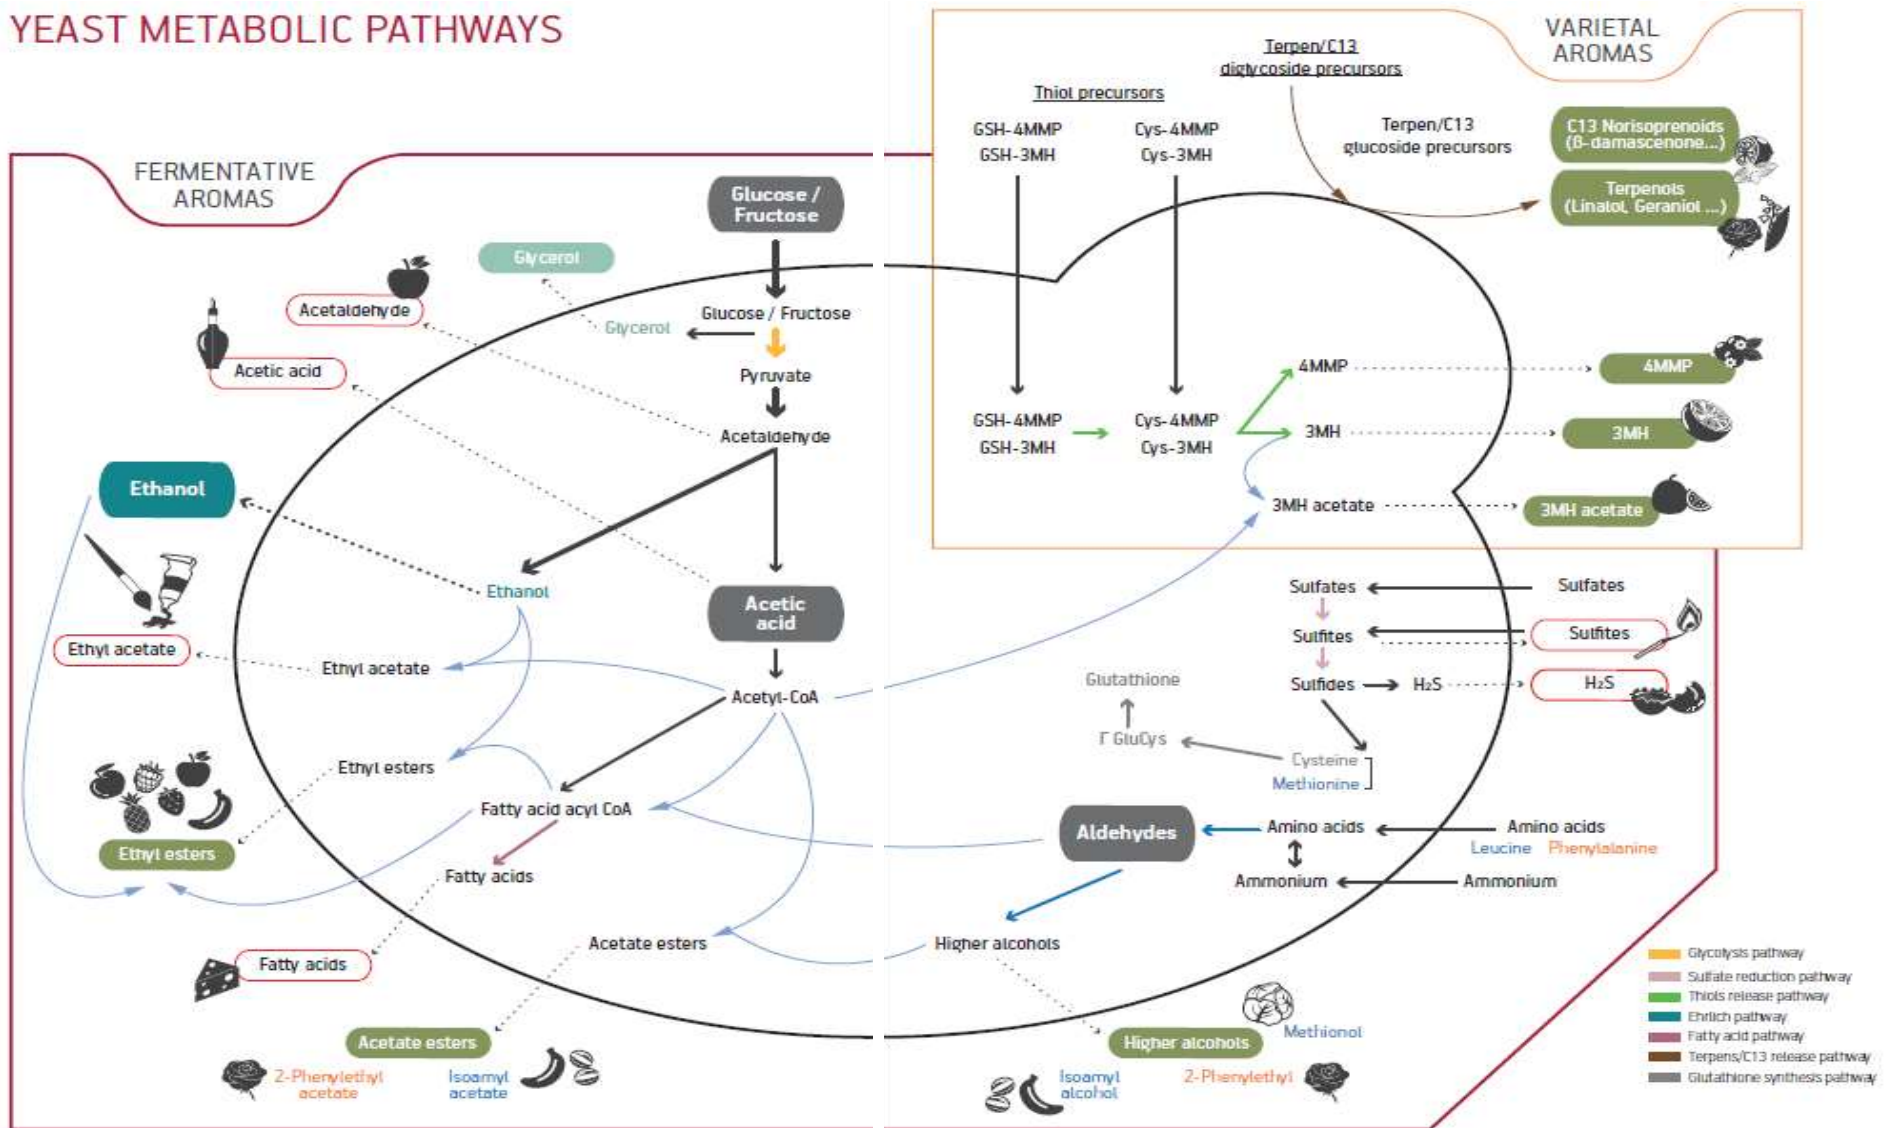 YEAST METABOLIC PATHWAYS
VARIETAL
AROMAS
Terpen/C13
diglycoside precursors
Thiol precursors
GSH-4MMP
GSH-3MH
Cys-4MMP
Cys-3MH
Terpen/C13
glucoside precursors
C13 Norisoprenoids
(ß-damascenone...)
Terpenols
(Linalol, Geraniol ...)
FERMENTATIVE
AROMAS
Glucose /
Fructose
Glycerol
Acetaldehyde
Glycerol
Glucose / Fructose
Acetic acid
Pyruvate
Acetaldehyde
4MMP
4MMP
GSH-4MMP
GSH-3MH
Cys-4MMP
Cys-3MH
3MH
3MH
Ethanol
3MH acetate
3MH acetate
Ethanol
Acetic
acid
Sulfates
Sulfates
Ethyl acetate
Ethyl acetate
Sulfites
Sulfites
Acetyl-CoA
Glutathione
Sulfides
H₂S
H₂S
Γ GluCys
Cysteine
Methionine
Ethyl esters
Fatty acid acyl CoA
Ethyl esters
Aldehydes
Amino acids
Amino acids
Leucine
Phenylalanine
Fatty acids
Ammonium
Ammonium
Acetate esters
Higher alcohols
Fatty acids
Acetate esters
2-Phenylethyl
acetate
Isoamyl
acetate
Higher alcohols
Methionol
Isoamyl
alcohol
2-Phenylethyl
Glycolysis pathway
Sulfate reduction pathway
Thiols release pathway
Ehrlich pathway
Fatty acid pathway
Terpens/C13 release pathway
Glutathione synthesis pathway